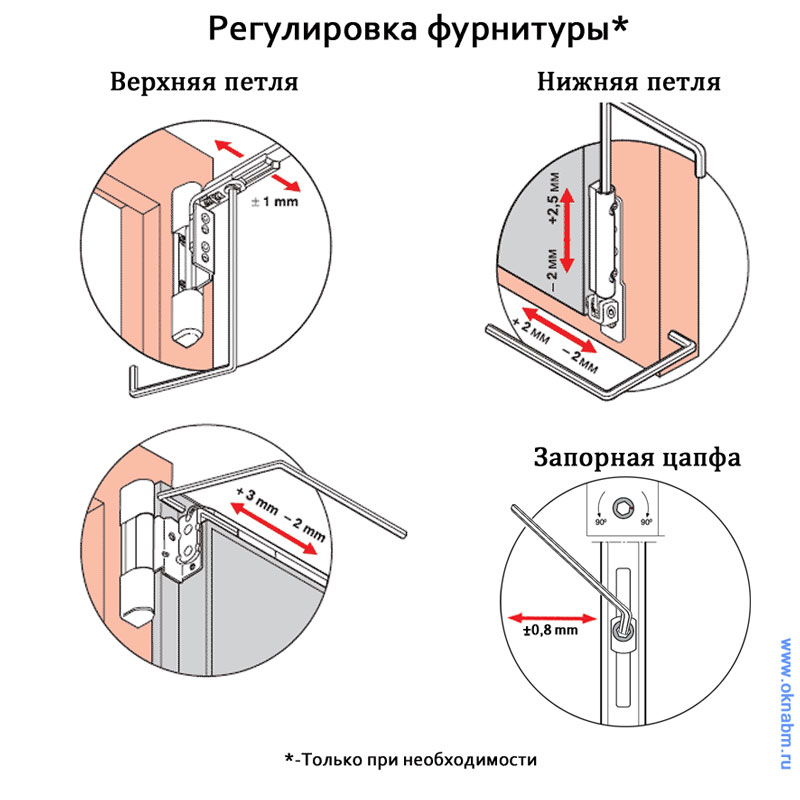 Регулировка фурнитуры*
Верхняя петля
Нижняя петля
± 1 mm
+2,5 мм
– 2 мм
+ 2 мм
– 2 мм
+ 3 mm
– 2 mm
Запорная цапфа
90°
90°
±0,8 mm
www.oknabm.ru
*-Только при необходимости